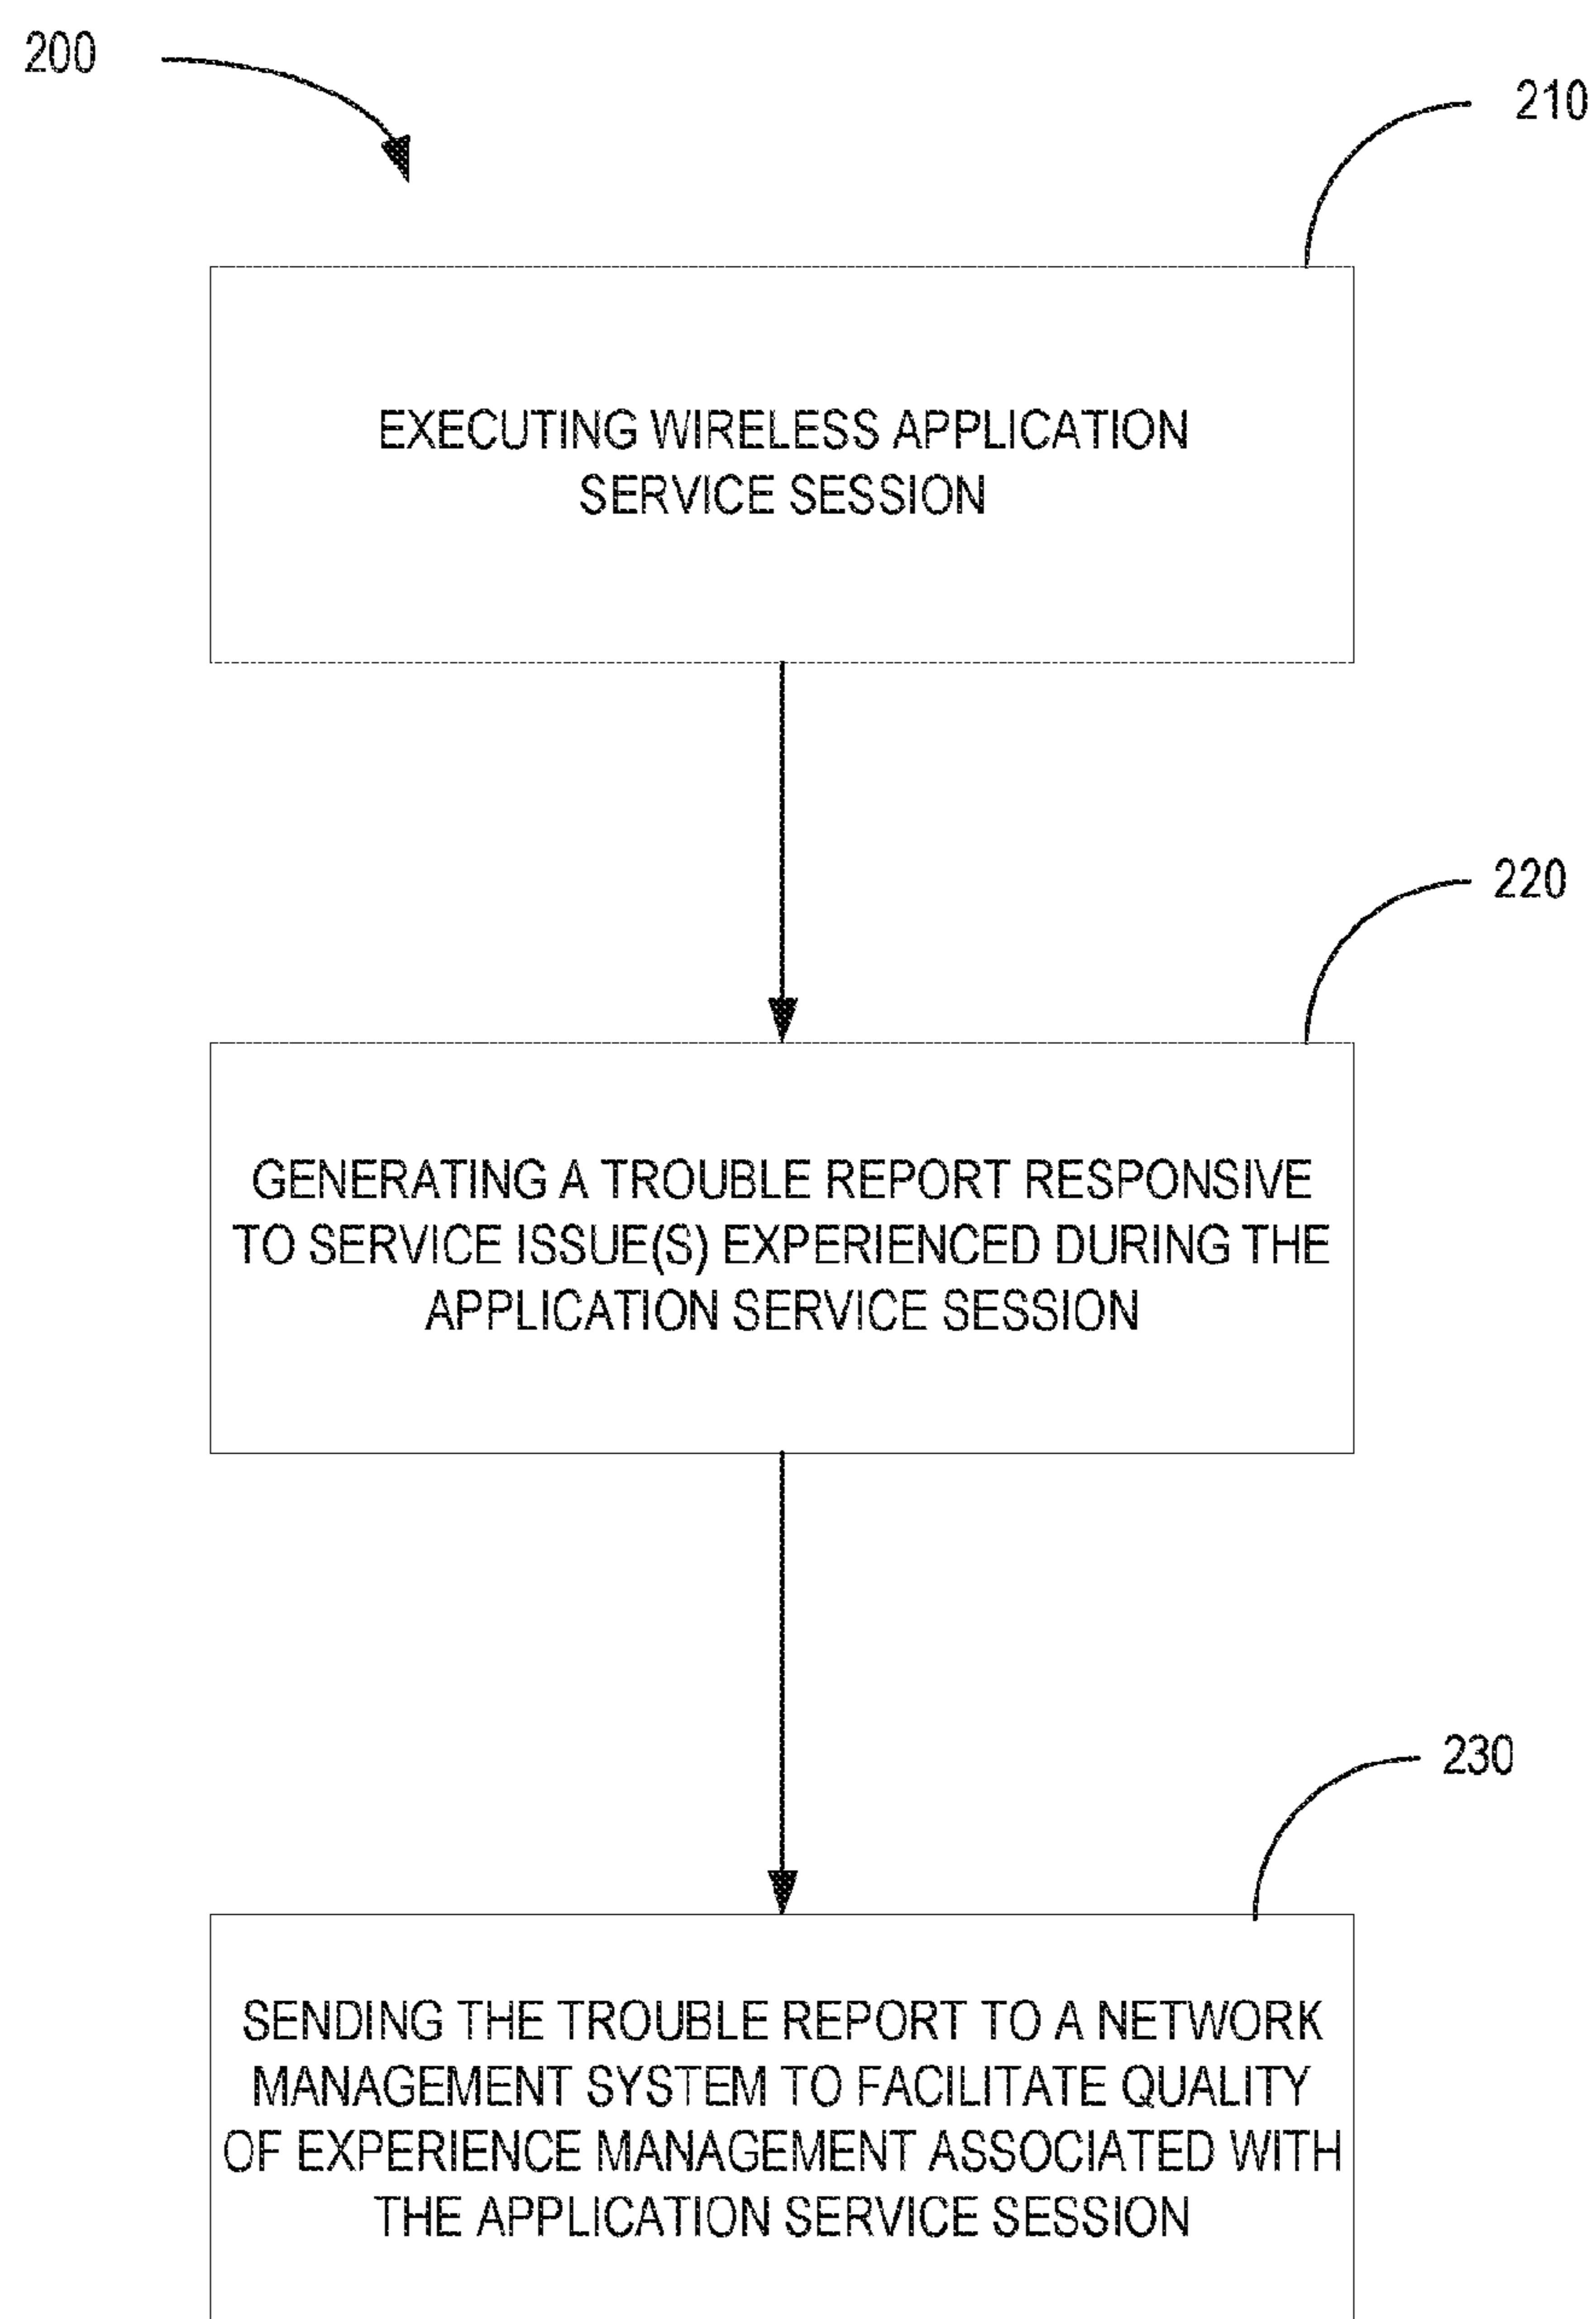 200
210
EXECUTING WIRELESS APPLICATION
SERVICE SESSION
220
GENERATING A TROUBLE REPORT RESPONSIVE
TO SERVICE ISSUE(S) EXPERIENCED DURING THE
APPLICATION SERVICE SESSION
230
SENDING THE TROUBLE REPORT TO A NETWORK
MANAGEMENT SYSTEM TO FACILITATE QUALITY
OF EXPERIENCE MANAGEMENT ASSOCIATED WITH
THE APPLICATION SERVICE SESSION